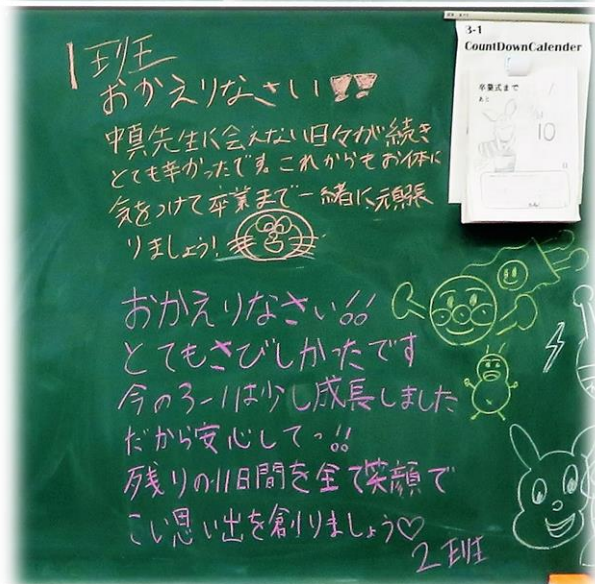 3-1
CountDownCalender
卒業式まで
あと
10
日
1班
おかえりなさい!!
中真先生に会えない日々が続き
とても辛かったです。これからもお体に
気をつけて卒業まで一緒に頑張
りましょう!
おかえりなさい!!
とてもさびしかったです
今の3-1は少し成長しました
だから安心してっ!!
残りの11日間を全て笑顔で
こい思い出を創りましょう♡
2班